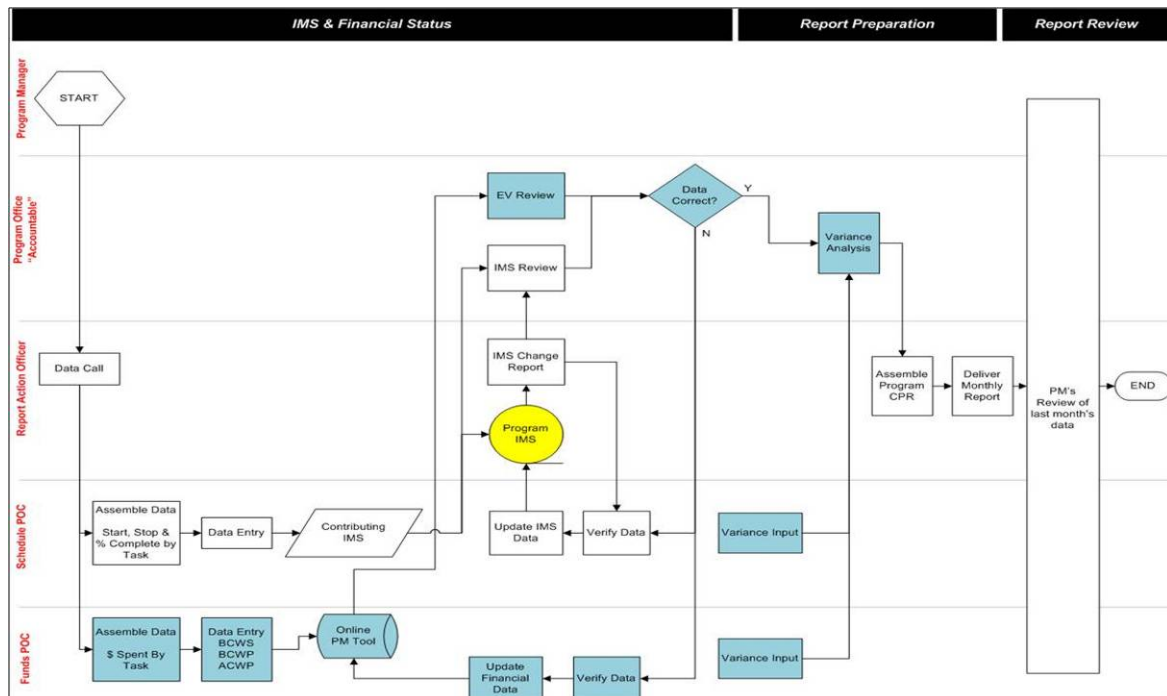 IMS & Financial Status
Report Preparation
Report Review
Program Manager
START
Program Office
"Accountable"
EV Review
Data
Correct?
Y
N
IMS Review
Variance
Analysis
Report Action Officer
Data Call
IMS Change
Report
Program
IMS
Assemble
Program
CPR
Deliver
Monthly
Report
PM's
Review of
last month's
data
END
Schedule POC
Assemble Data
Start, Stop &
% Complete by
Task
Data Entry
Contributing
IMS
Update IMS
Data
Verify Data
Variance Input
Funds POC
Assemble Data
$ Spent By
Task
Data Entry
BCWS
BCWP
ACWP
Online
PM Tool
Update
Financial
Data
Verify Data
Variance Input